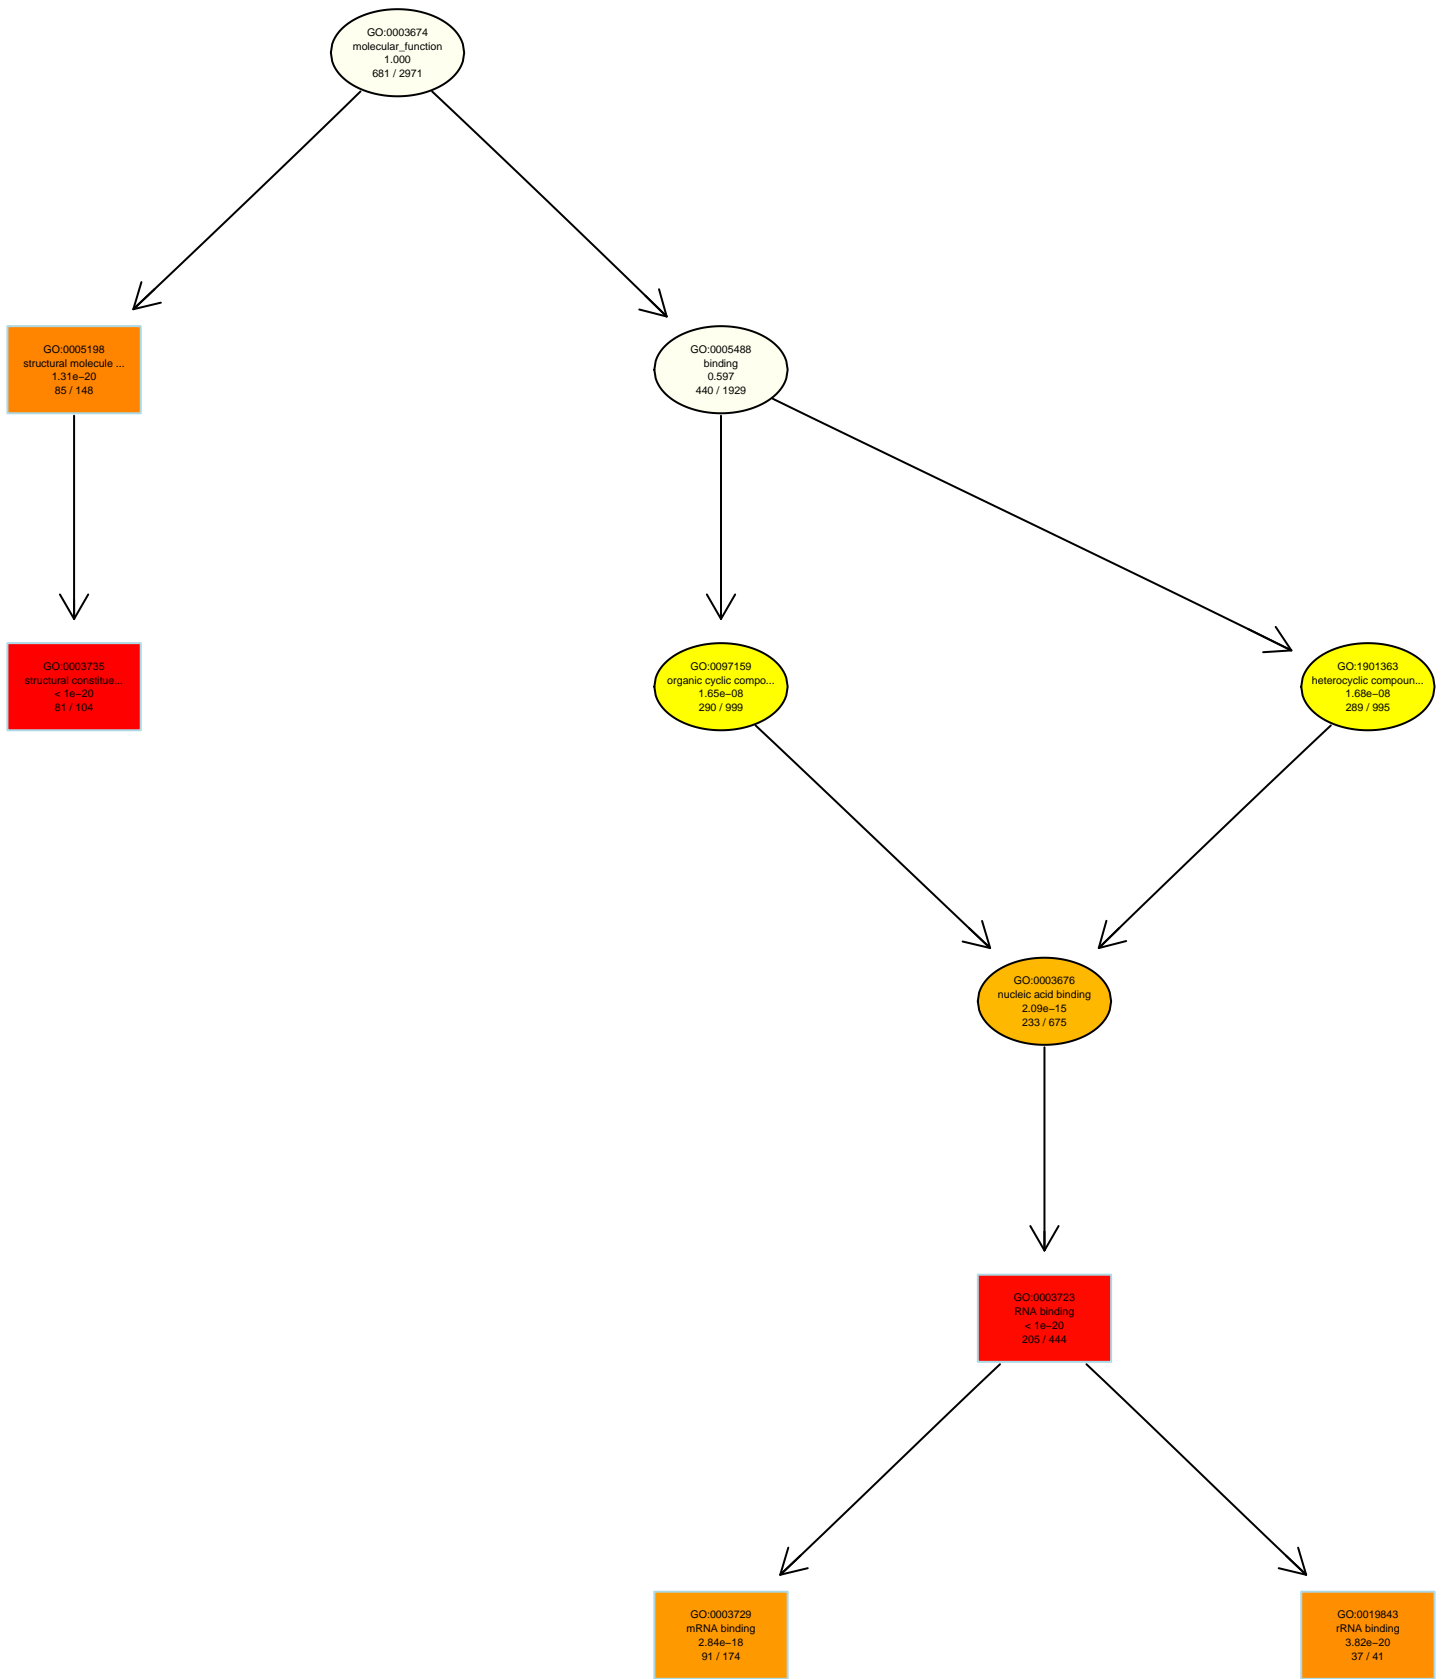 GO:0003674
molecular_function
1.000
681 / 2971
GO:0005198
structural molecule ...
1.31e−20
85 / 148
GO:0005488
binding
0.597
440 / 1929
GO:0003735
structural constitue...
< 1e−20
81 / 104
GO:0097159
organic cyclic compo...
1.65e−08
290 / 999
GO:1901363
heterocyclic compoun...
1.68e−08
289 / 995
GO:0003676
nucleic acid binding
2.09e−15
233 / 675
GO:0003723
RNA binding
< 1e−20
205 / 444
GO:0003729
mRNA binding
2.84e−18
91 / 174
GO:0019843
rRNA binding
3.82e−20
37 / 41